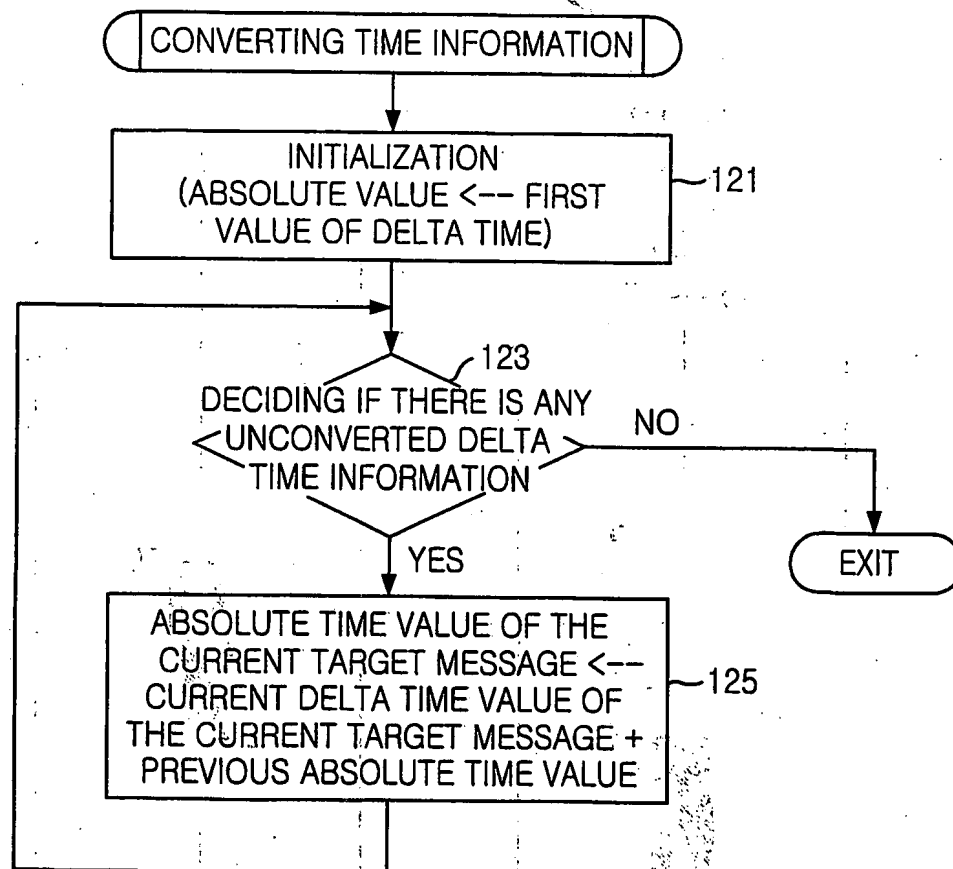 CONVERTING TIME INFORMATION
INITIALIZATION
(ABSOLUTE VALUE <-- FIRST
VALUE OF DELTA TIME)
121
123
DECIDING IF THERE IS ANY
UNCONVERTED DELTA
TIME INFORMATION
NO
YES
EXIT
ABSOLUTE TIME VALUE OF THE
CURRENT TARGET MESSAGE <--
CURRENT DELTA TIME VALUE OF
THE CURRENT TARGET MESSAGE +
PREVIOUS ABSOLUTE TIME VALUE
125